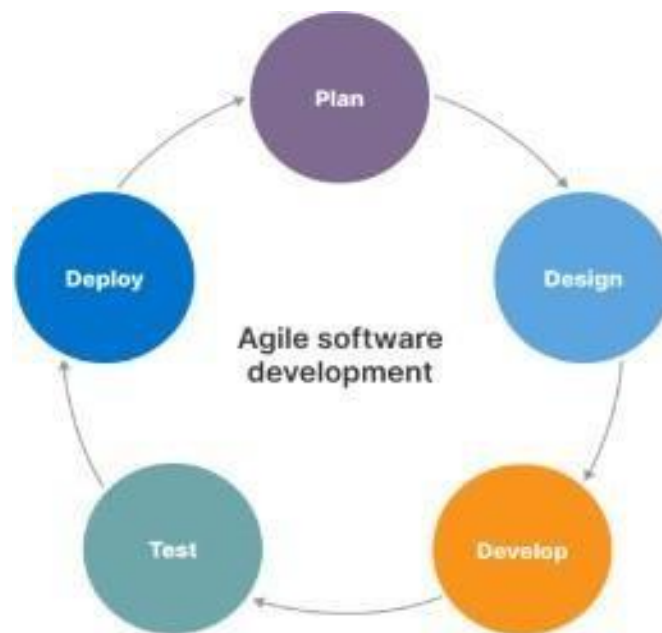 Plan
Design
Develop
Test
Deploy
Agile software
development